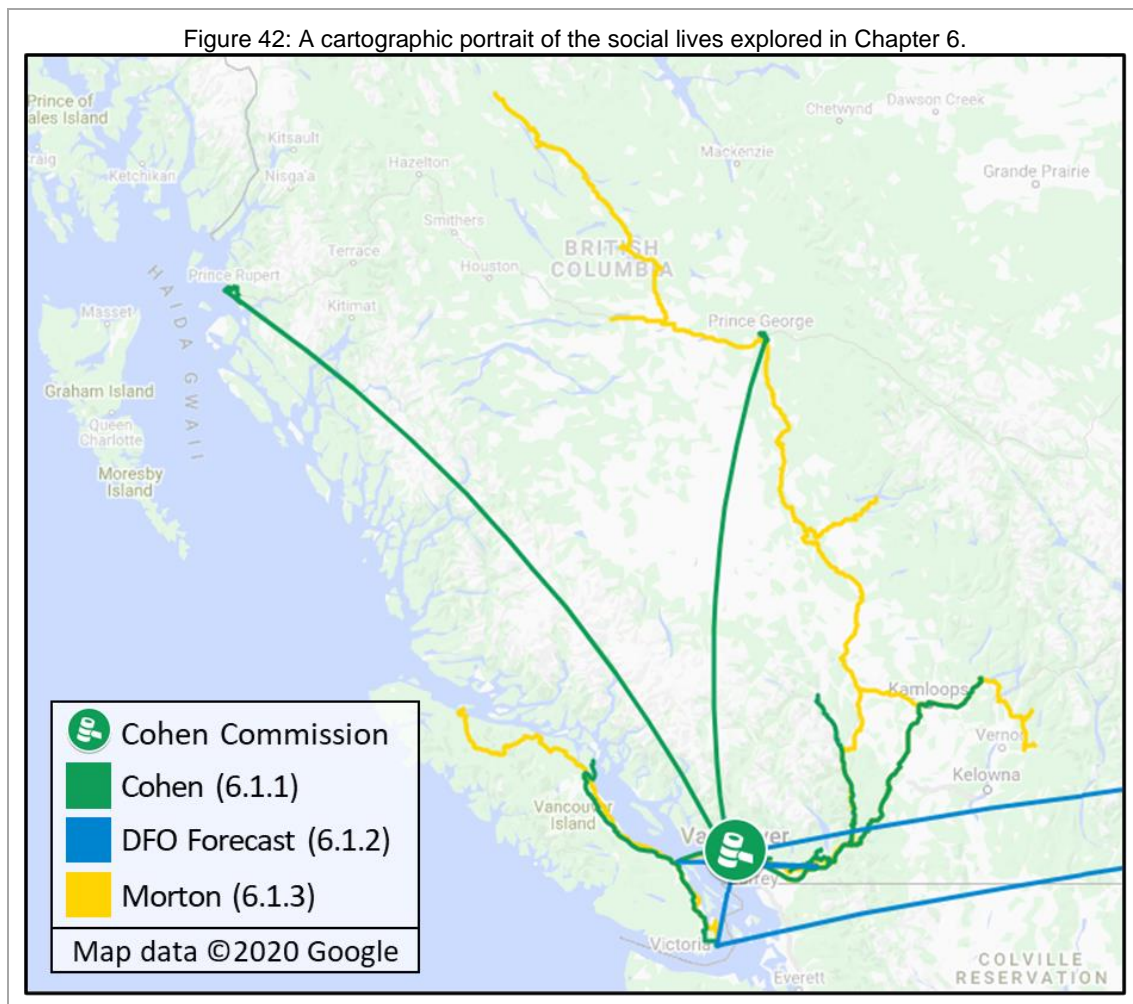 Figure 42: A cartographic portrait of the social lives explored in Chapter 6.
Prince of
ales Island
Dawson Creek
Chetwynd
Kitsault
Mackenzie
raig
Ketchikan
Nisga'a
Hazelton
Grande Prairie
Smithers
BRITISH
COLUMBIA
Terrace
Houston
Prince Rupert
Kitimat
HAIDA GWAII
Masset
Prince George
Graham Island
Queen
Charlotte
Moresby
Island
Kamloops
Vernon
Kelowna
Vancouver
Island
Va er
rrey
Victoria
Everett
COLVILLE
RESERVATION
Cohen Commission
Cohen (6.1.1)
DFO Forecast (6.1.2)
Morton (6.1.3)
Map data ©2020 Google